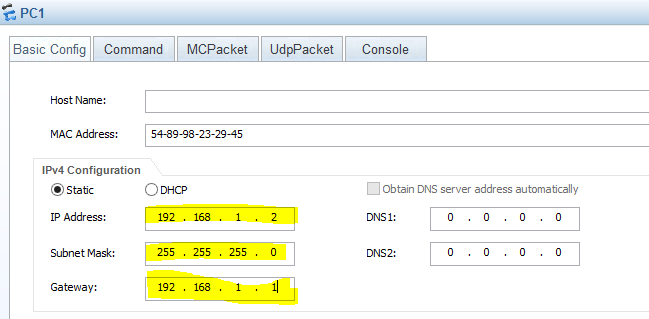 PC1
Basic Config Command MCPacket UdpPacket Console
Host Name:
MAC Address: 54-89-98-23-29-45
IPv4 Configuration
Static DHCP Obtain DNS server address automatically
IP Address: 192 . 168 . 1 . 2 DNS1: 0 . 0 . 0 . 0
Subnet Mask: 255 . 255 . 255 . 0 DNS2: 0 . 0 . 0 . 0
Gateway: 192 . 168 . 1 . 1